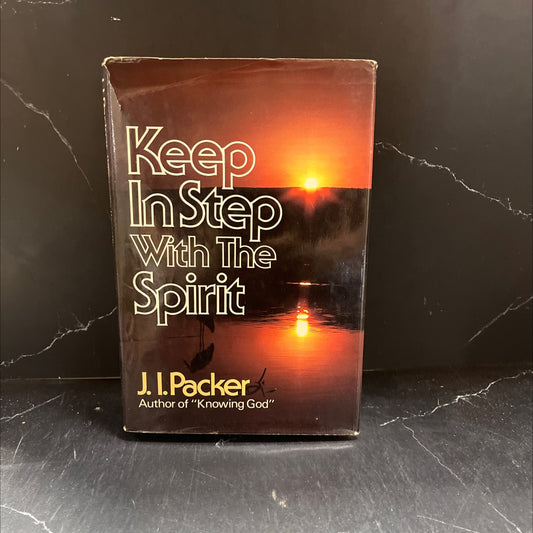 Keep
In Step
With The
Spirit
J. I. Packer
Author of "Knowing God"